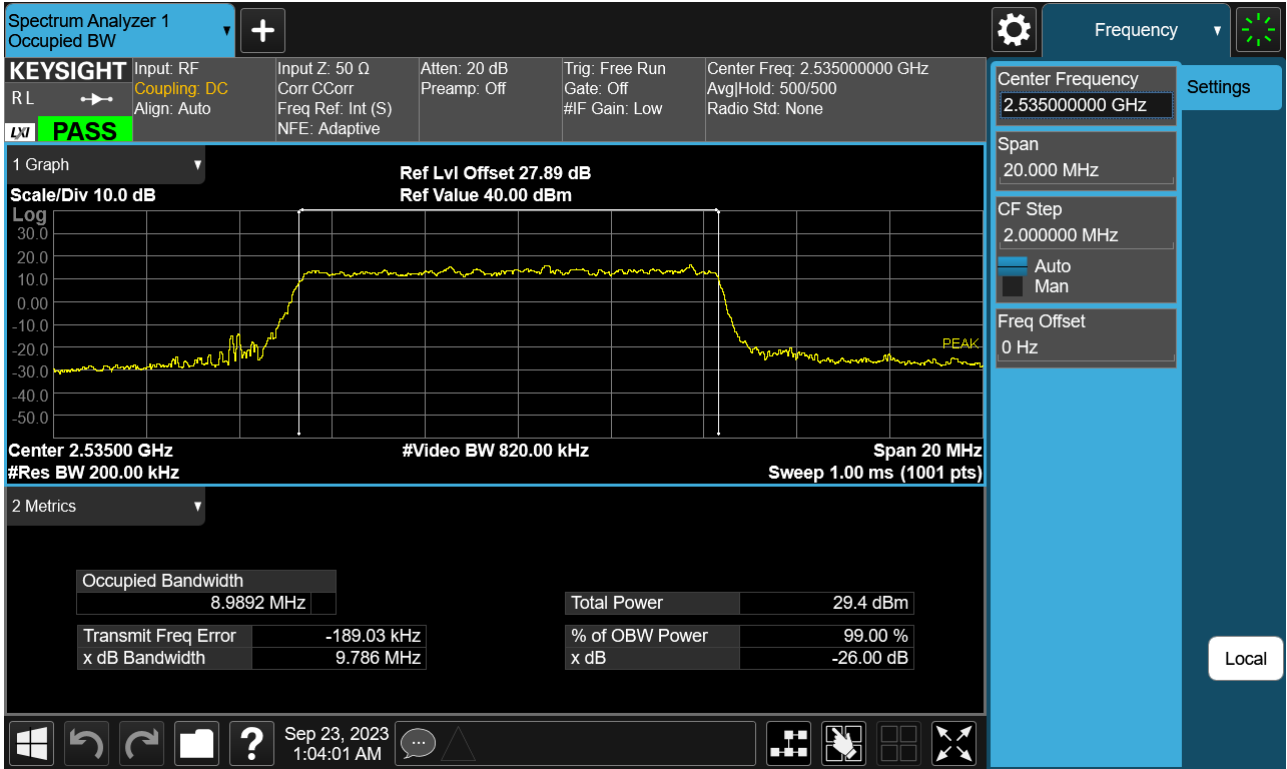 Spectrum Analyzer 1
Occupied BW
Frequency
KEYSIGHT
R L
LXI
PASS
Input: RF
Coupling: DC
Align: Auto
Input Z: 50 Ω
Corr CCorr
Freq Ref: Int (S)
NFE: Adaptive
Atten: 20 dB
Preamp: Off
Trig: Free Run
Gate: Off
#IF Gain: Low
Center Freq: 2.535000000 GHz
Avg|Hold: 500/500
Radio Std: None
Center Frequency
2.535000000 GHz
Settings
Span
20.000 MHz
CF Step
2.000000 MHz
Auto
Man
Freq Offset
0 Hz
Local
1 Graph
Scale/Div 10.0 dB
Ref Lvl Offset 27.89 dB
Ref Value 40.00 dBm
Log
30.0
20.0
10.0
0.00
-10.0
-20.0
-30.0
-40.0
-50.0
PEAK
Center 2.53500 GHz
#Video BW 820.00 kHz
Span 20 MHz
#Res BW 200.00 kHz
Sweep 1.00 ms (1001 pts)
2 Metrics
Occupied Bandwidth
8.9892 MHz
Total Power 29.4 dBm
Transmit Freq Error -189.03 kHz
% of OBW Power 99.00 %
x dB Bandwidth 9.786 MHz
x dB -26.00 dB
Sep 23, 2023
1:04:01 AM